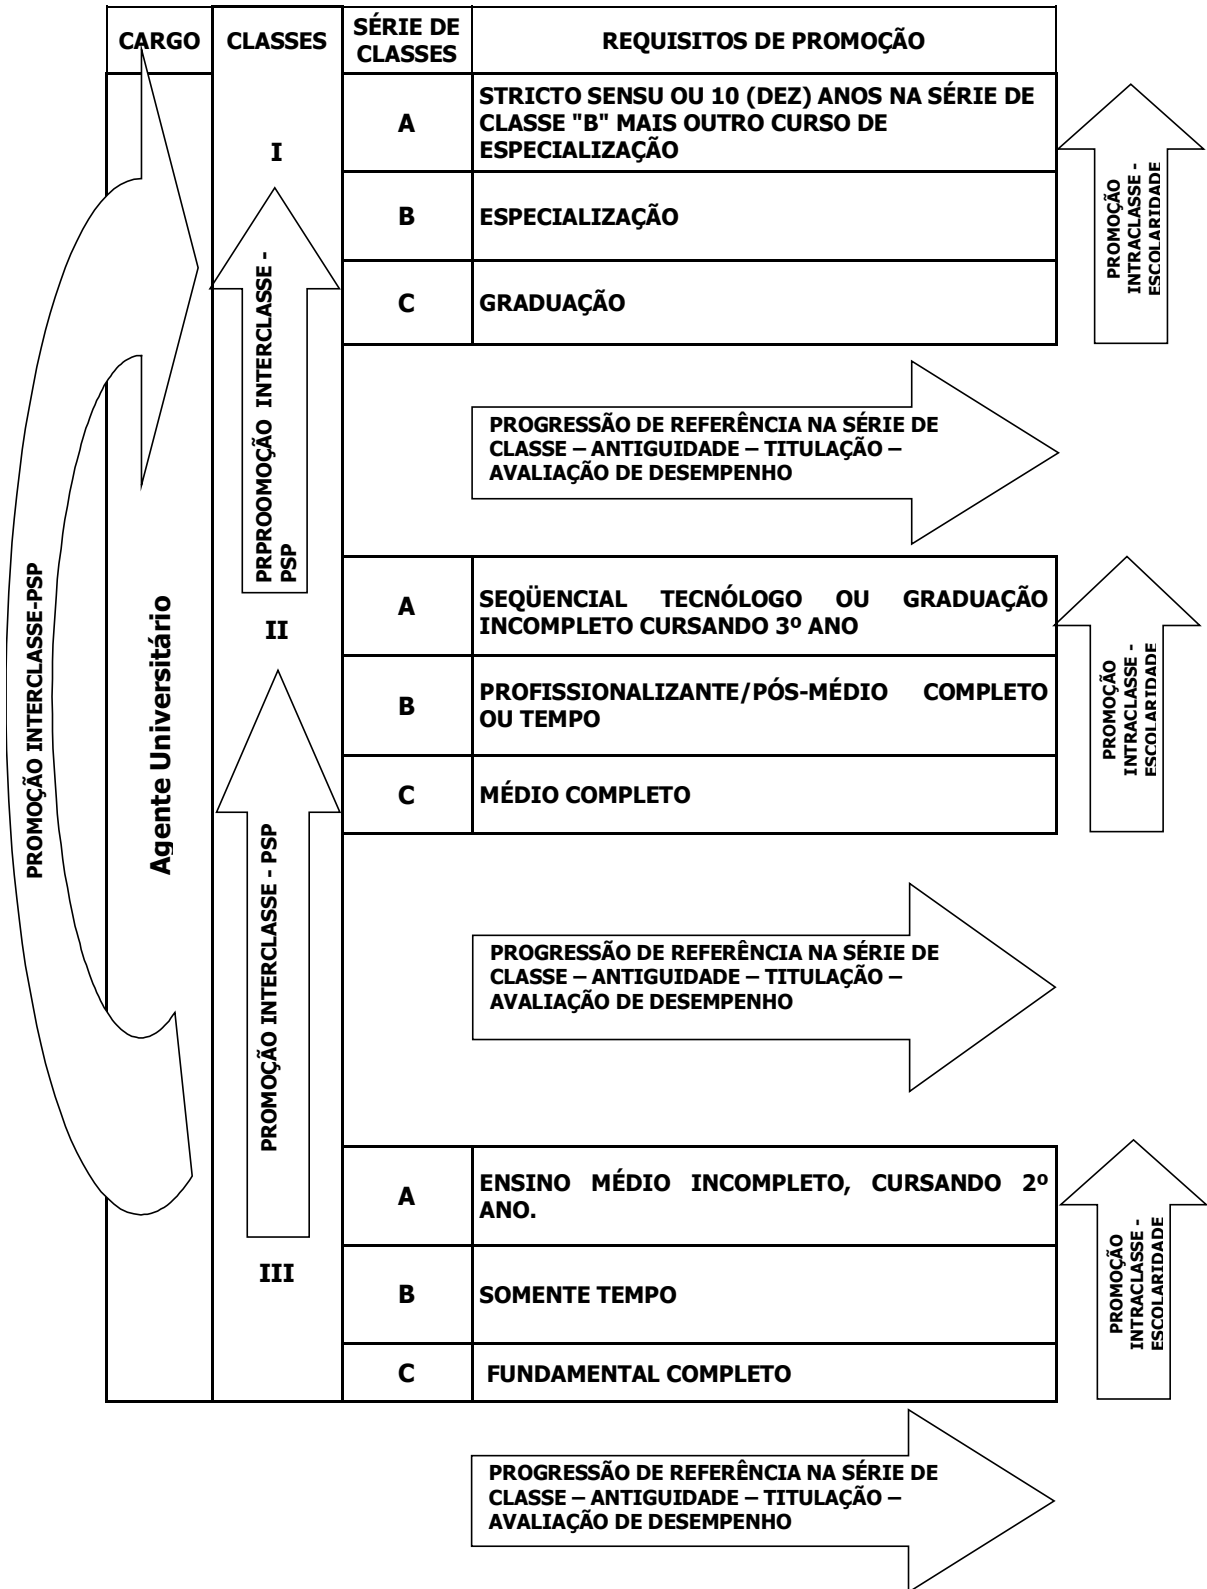 CARGO
CLASSES
SÉRIE DE
CLASSES
REQUISITOS DE PROMOÇÃO
PROMOÇÃO INTERCLASSE-PSP
Agente Universitário
I
PRPROOMOÇÃO INTERCLASSE -
PSP
A
STRICTO SENSU OU 10 (DEZ) ANOS NA SÉRIE DE
CLASSE "B" MAIS OUTRO CURSO DE
ESPECIALIZAÇÃO
B
ESPECIALIZAÇÃO
C
GRADUAÇÃO
PROMOÇÃO
INTRACLASSE -
ESCOLARIDADE
PROGRESSÃO DE REFERÊNCIA NA SÉRIE DE
CLASSE – ANTIGUIDADE – TITULAÇÃO –
AVALIAÇÃO DE DESEMPENHO
II
PROMOÇÃO INTERCLASSE - PSP
A
SEQÜENCIAL TECNÓLOGO OU GRADUAÇÃO
INCOMPLETO CURSANDO 3º ANO
B
PROFISSIONALIZANTE/PÓS-MÉDIO COMPLETO
OU TEMPO
C
MÉDIO COMPLETO
PROMOÇÃO
INTRACLASSE -
ESCOLARIDADE
PROGRESSÃO DE REFERÊNCIA NA SÉRIE DE
CLASSE – ANTIGUIDADE – TITULAÇÃO –
AVALIAÇÃO DE DESEMPENHO
III
A
ENSINO MÉDIO INCOMPLETO, CURSANDO 2º
ANO.
B
SOMENTE TEMPO
C
FUNDAMENTAL COMPLETO
PROMOÇÃO
INTRACLASSE -
ESCOLARIDADE
PROGRESSÃO DE REFERÊNCIA NA SÉRIE DE
CLASSE – ANTIGUIDADE – TITULAÇÃO –
AVALIAÇÃO DE DESEMPENHO